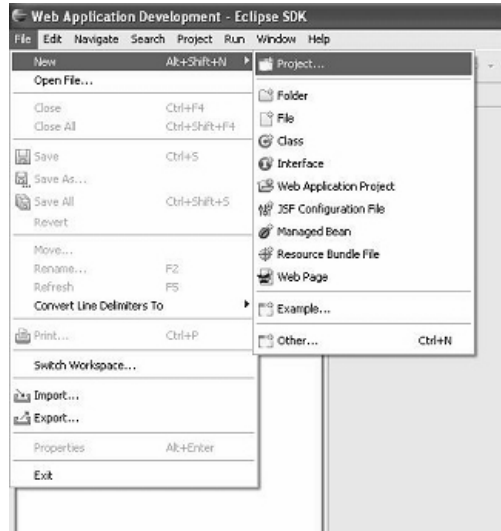 Web Application Development - Eclipse SDK
File Edit Navigate Search Project Run Window Help
New Alt+Shift+N
Open File...
Close Ctrl+F4
Close All Ctrl+Shift+F4
Save Ctrl+S
Save As...
Save All Ctrl+Shift+S
Revert
Move...
Rename... F2
Refresh F5
Convert Line Delimiters To
Print... Ctrl+P
Switch Workspace...
Import...
Export...
Properties Alt+Enter
Exit
Project...
Folder
File
Class
Interface
Web Application Project
JSF Configuration File
Managed Bean
Resource Bundle File
Web Page
Example...
Other... Ctrl+N